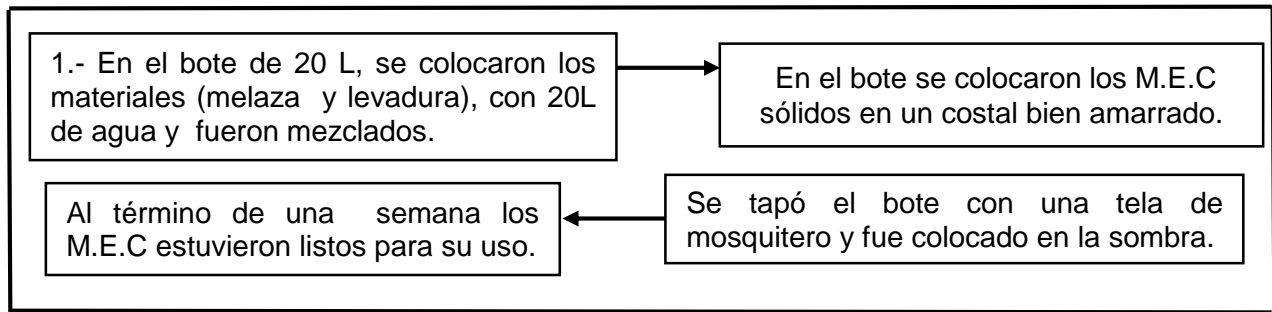 1.- En el bote de 20 L, se colocaron los
materiales (melaza y levadura), con 20L
de agua y fueron mezclados.
En el bote se colocaron los M.E.C
sólidos en un costal bien amarrado.
Se tapó el bote con una tela de
mosquitero y fue colocado en la sombra.
Al término de una semana los
M.E.C estuvieron listos para su uso.